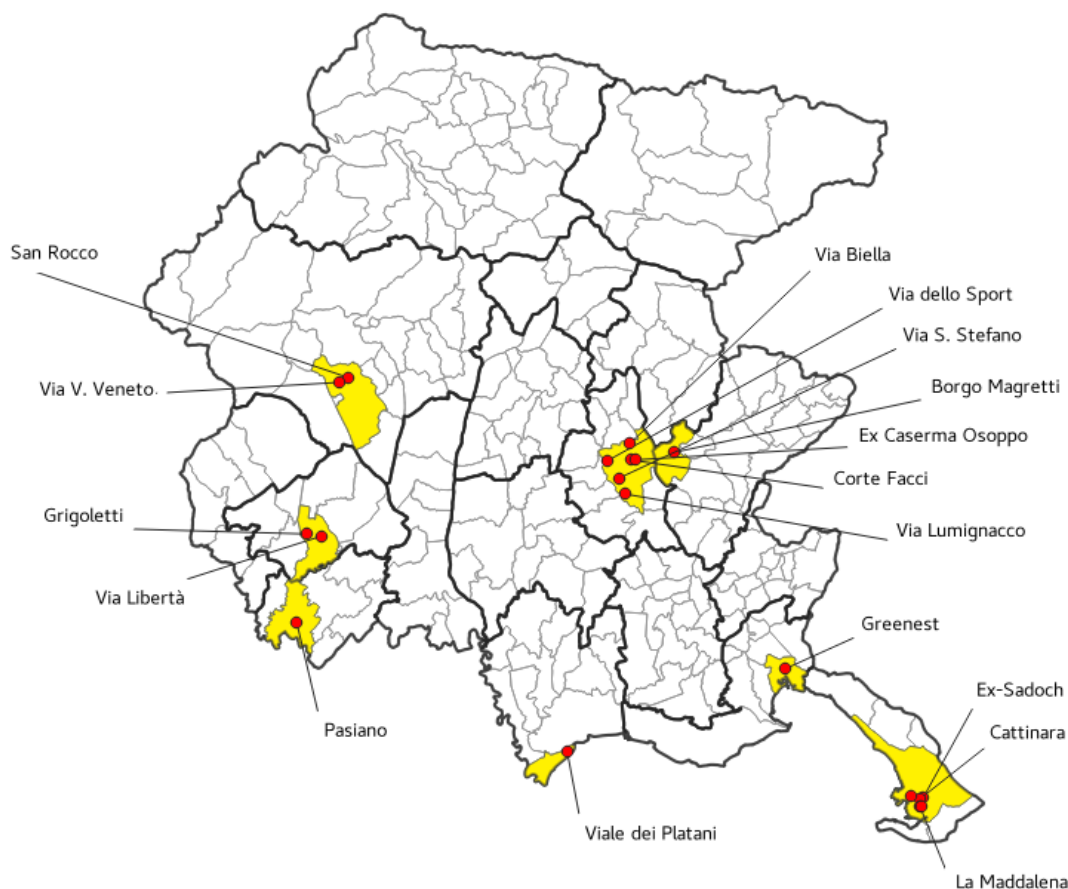 San Rocco
Via Biella
Via dello Sport
Via S. Stefano
Via V. Veneto.
Borgo Magretti
Ex Caserma Osoppo
Corte Facci
Grigoletti
Via Lumignacco
Via Libertà
Greenest
Ex-Sadoch
Pasiano
Cattinara
Viale dei Platani
La Maddalena